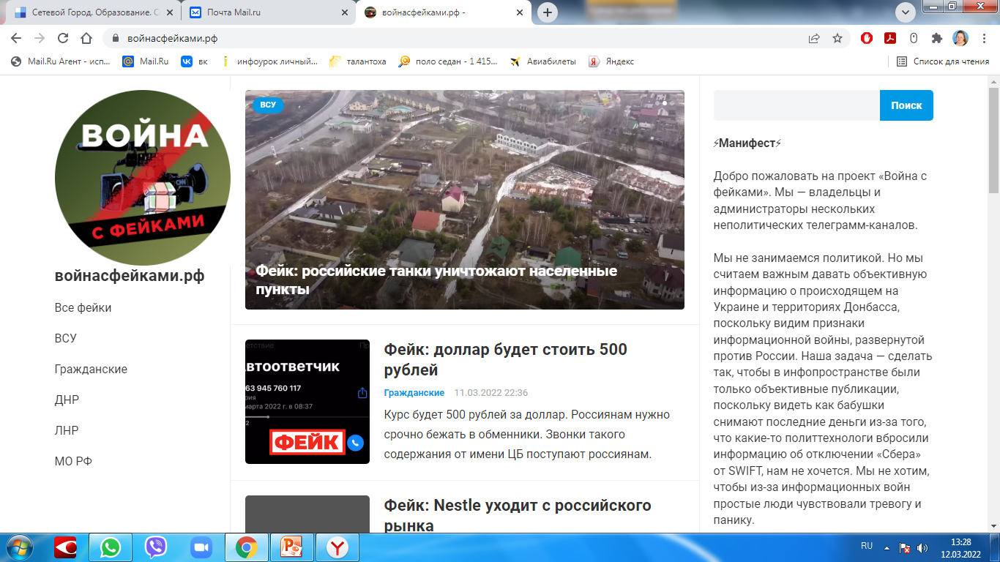 Сетевой Город. Образование. С
Почта Mail.ru
войнасфейками.рф -
войнасфейками.рф
Mail.Ru Агент - исп...
Mail.Ru
вк
инфоурок личный...
талантоха
поло седан - 1 415...
Авиабилеты
Яндекс
Список для чтения
ВОЙНА
С ФЕЙКАМИ
войнасфейками.рф
Все фейки
ВСУ
Гражданские
ДНР
ЛНР
МО РФ
ВСУ
Фейк: российские танки уничтожают населенные
пункты
етствие Пр
автоответчик
63 945 760 117
рия
марта 2022 г. в 08:37
2
ФЕЙК
Фейк: доллар будет стоить 500
рублей
Гражданские 11.03.2022 22:36
Курс будет 500 рублей за доллар. Россиянам нужно
срочно бежать в обменники. Звонки такого
содержания от имени ЦБ поступают россиянам.
Фейк: Nestle уходит с российского
рынка
Поиск
⚡Манифест⚡
Добро пожаловать на проект «Война с
фейками». Мы — владельцы и
администраторы нескольких
неполитических телеграмм-каналов.
Мы не занимаемся политикой. Но мы
считаем важным давать объективную
информацию о происходящем на
Украине и территориях Донбасса,
поскольку видим признаки
информационной войны, развернутой
против России. Наша задача — сделать
так, чтобы в инфопространстве были
только объективные публикации,
поскольку видеть как бабушки
снимают последние деньги из-за того,
что какие-то политтехнологи вбросили
информацию об отключении «Сбера»
от SWIFT, нам не хочется. Мы не хотим,
чтобы из-за информационных войн
простые люди чувствовали тревогу и
панику.
RU
13:28
12.03.2022